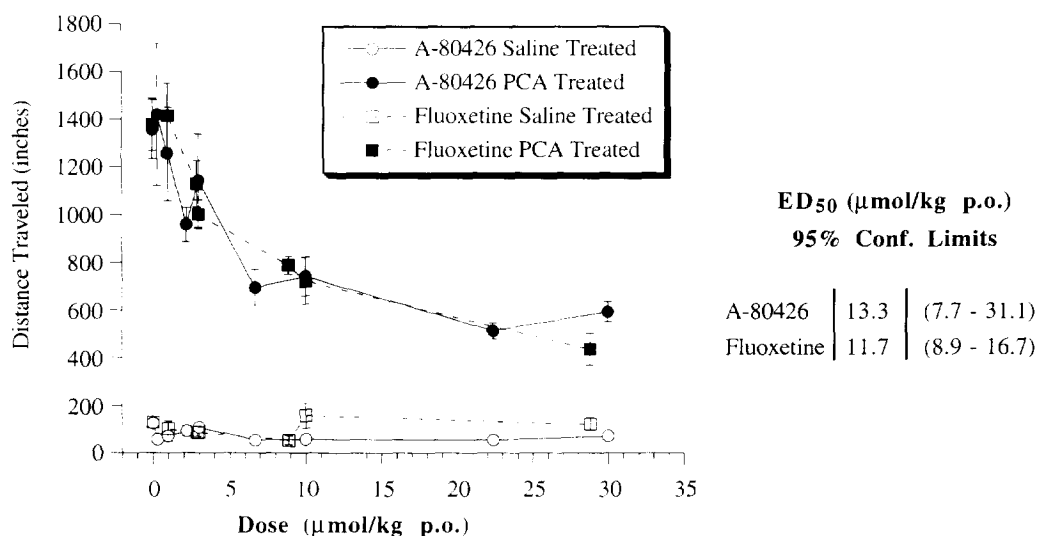 1800
1600
1400
1200
1000
800
600
400
200
0
Distance Traveled (inches)
A-80426 Saline Treated
A-80426 PCA Treated
Fluoxetine Saline Treated
Fluoxetine PCA Treated
0 5 10 15 20 25 30 35
Dose (μmol/kg p.o.)
ED50 (μmol/kg p.o.)
95% Conf. Limits
A-80426 13.3 (7.7 - 31.1)
Fluoxetine 11.7 (8.9 - 16.7)